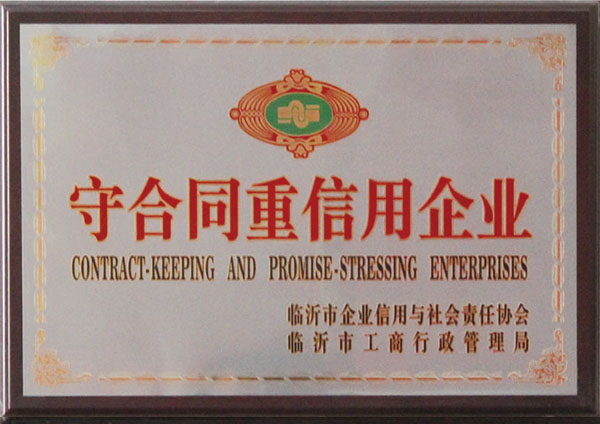 守合同重信用企业
CONTRACT-KEEPING AND PROMISE-STRESSING ENTERPRISES
临沂市企业信用与社会责任协会
临沂市工商行政管理局